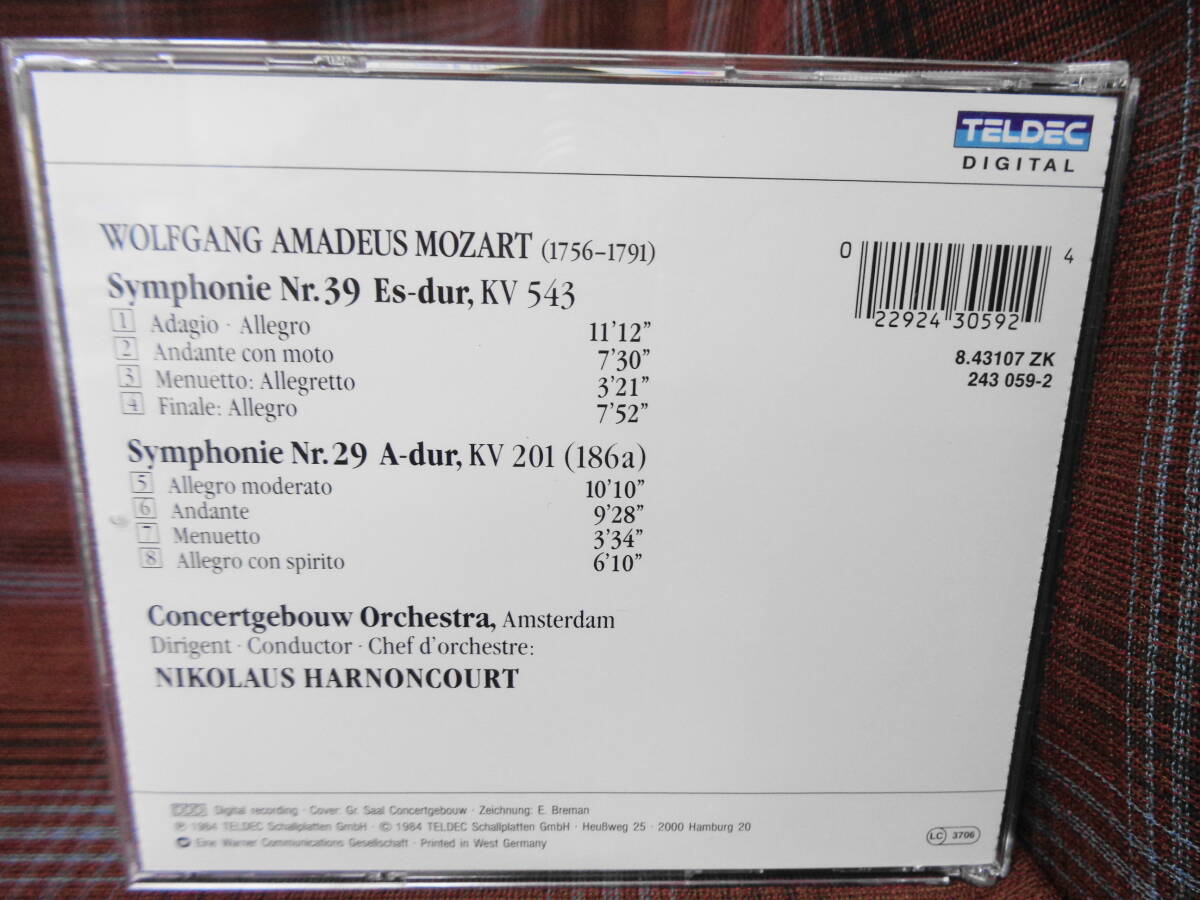 TELDEC
DIGITAL
WOLFGANG AMADEUS MOZART (1756–1791)
Symphonie Nr. 39 Es-dur, KV 543
1 Adagio · Allegro 11’12”
2 Andante con moto 7’30”
3 Menuetto: Allegretto 3’21”
4 Finale: Allegro 7’52”
Symphonie Nr. 29 A-dur, KV 201 (186a)
5 Allegro moderato 10’10”
6 Andante 9’28”
7 Menuetto 3’34”
8 Allegro con spirito 6’10”
Concertgebouw Orchestra, Amsterdam
Dirigent · Conductor · Chef d’orchestre:
NIKOLAUS HARNONCOURT
0 22924 30592 4
8.43107 ZK
243 059-2
DDD Digital recording · Cover: Gr. Saal Concertgebouw · Zeichnung: E. Breman
℗ 1984 TELDEC Schallplatten GmbH · © 1984 TELDEC Schallplatten GmbH · Heußweg 25 · 2000 Hamburg 20
Eine Warner Communications Gesellschaft · Printed in West Germany
LC 3706